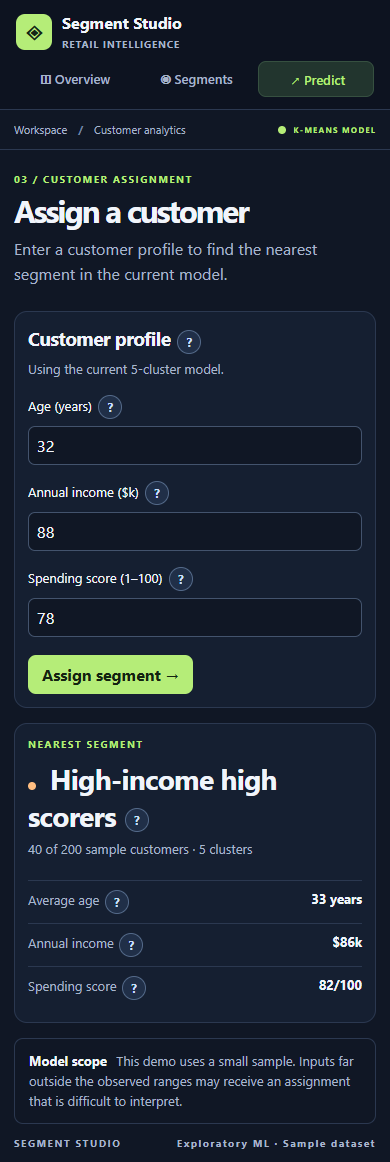 Segment Studio
RETAIL INTELLIGENCE
Overview Segments ↗ Predict
Workspace / Customer analytics K-MEANS MODEL
03 / CUSTOMER ASSIGNMENT
Assign a customer
Enter a customer profile to find the nearest
segment in the current model.
Customer profile ?
Using the current 5-cluster model.
Age (years) ?
32
Annual income ($k) ?
88
Spending score (1–100) ?
78
Assign segment →
NEAREST SEGMENT
High-income high
scorers ?
40 of 200 sample customers · 5 clusters
Average age ? 33 years
Annual income ? $86k
Spending score ? 82/100
Model scope This demo uses a small sample. Inputs far
outside the observed ranges may receive an assignment
that is difficult to interpret.
SEGMENT STUDIO Exploratory ML · Sample dataset